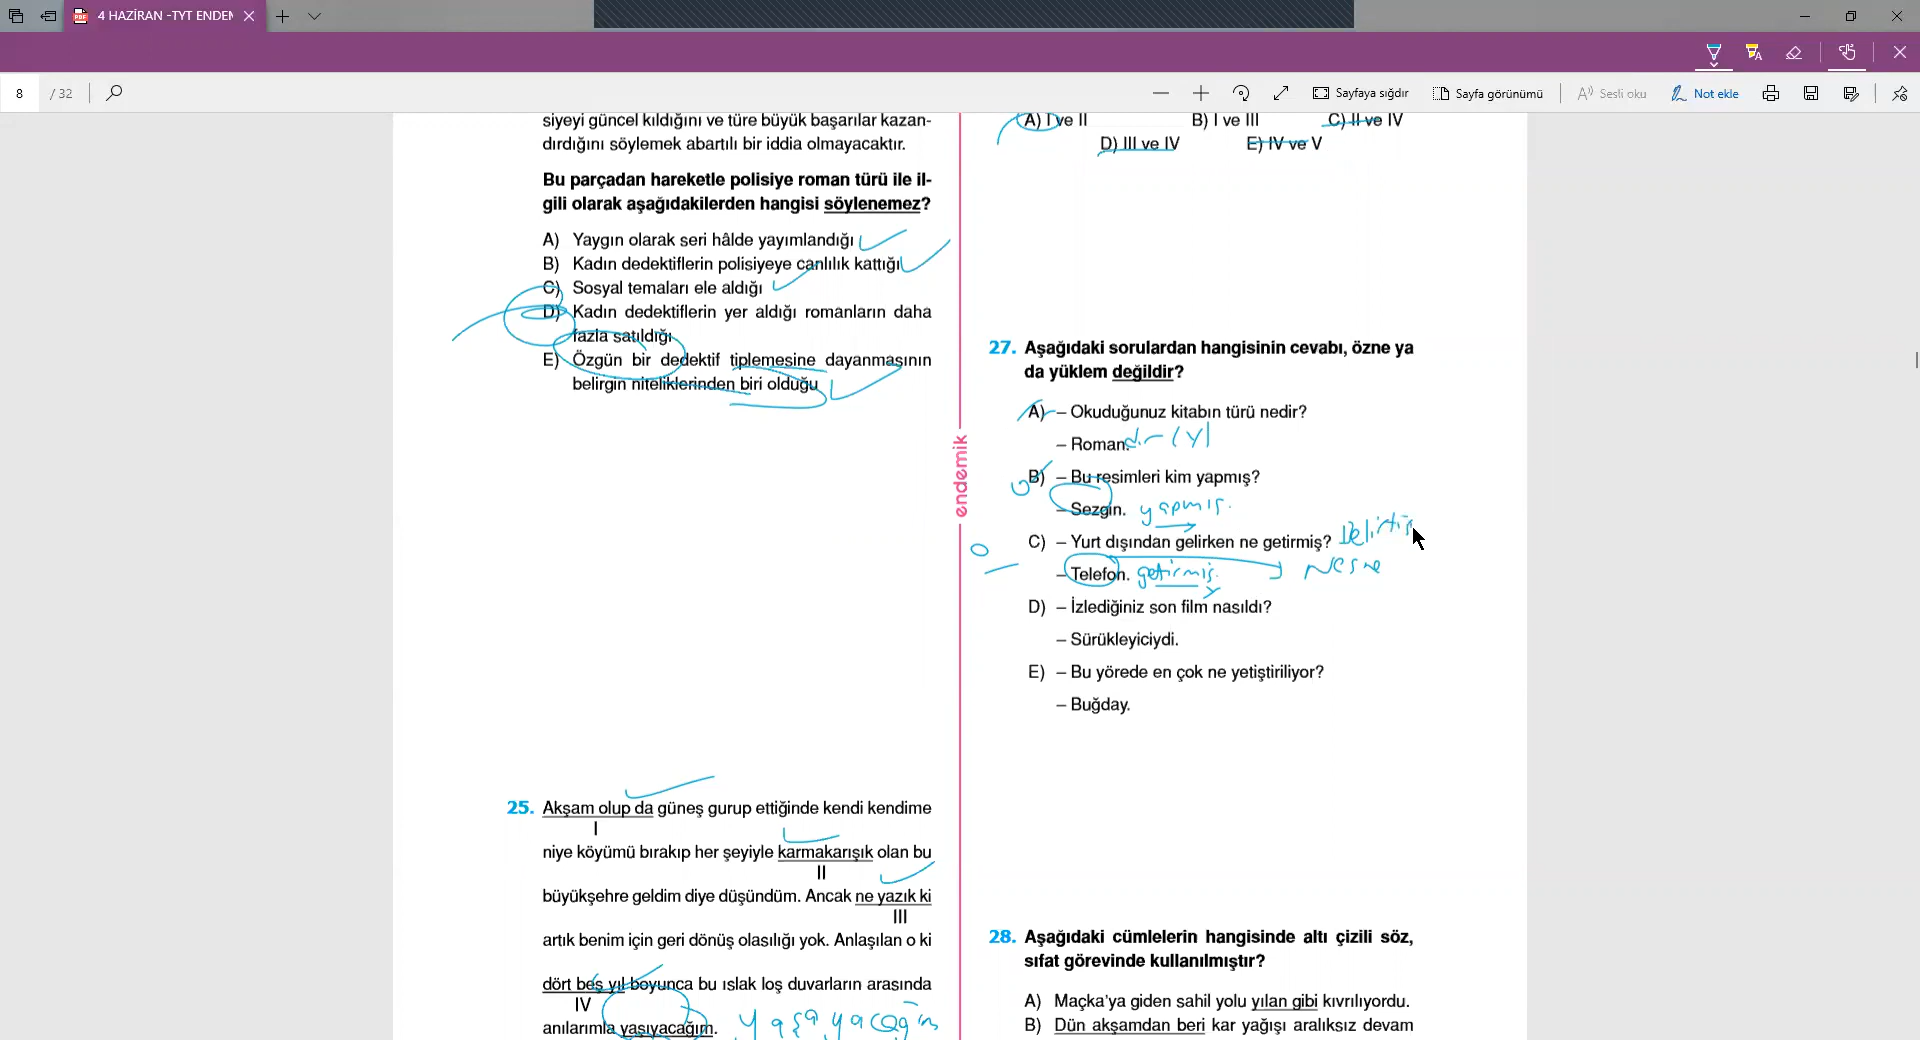 4 HAZİRAN -TYT ENDEM
8 / 32
Sayfaya sığdır
Sayfa görünümü
Sesli oku
Not ekle
siyeyi güncel kıldığını ve türe büyük başarılar kazan-
dırdığını söylemek abartılı bir iddia olmayacaktır.
Bu parçadan hareketle polisiye roman türü ile il-
gili olarak aşağıdakilerden hangisi söylenemez?
A) Yaygın olarak seri hâlde yayımlandığı
B) Kadın dedektiflerin polisiyeye canlılık kattığı
C) Sosyal temaları ele aldığı
D) Kadın dedektiflerin yer aldığı romanların daha
fazla satıldığı
E) Özgün bir dedektif tiplemesine dayanmasının
belirgin niteliklerinden biri olduğu
25. Akşam olup da güneş gurup ettiğinde kendi kendime
I
niye köyümü bırakıp her şeyiyle karmakarışık olan bu
II
büyükşehre geldim diye düşündüm. Ancak ne yazık ki
III
artık benim için geri dönüş olasılığı yok. Anlaşılan o ki
dört beş yıl boyunca bu ıslak loş duvarların arasında
IV
anılarımla yaşıyacağım. yaşayacağım
endemik
A) I ve II B) I ve III C) II ve IV
D) III ve IV E) IV ve V
27. Aşağıdaki sorulardan hangisinin cevabı, özne ya
da yüklem değildir?
A) – Okuduğunuz kitabın türü nedir?
– Roman. dır (Y)
B) – Bu resimleri kim yapmış?
– Sezgin. yapmış.
C) – Yurt dışından gelirken ne getirmiş? Belirtis
– Telefon. getirmiş. Nesne
y
D) – İzlediğiniz son film nasıldı?
– Sürükleyiciydi.
E) – Bu yörede en çok ne yetiştiriliyor?
– Buğday.
28. Aşağıdaki cümlelerin hangisinde altı çizili söz,
sıfat görevinde kullanılmıştır?
A) Maçka'ya giden sahil yolu yılan gibi kıvrılıyordu.
B) Dün akşamdan beri kar yağışı aralıksız devam